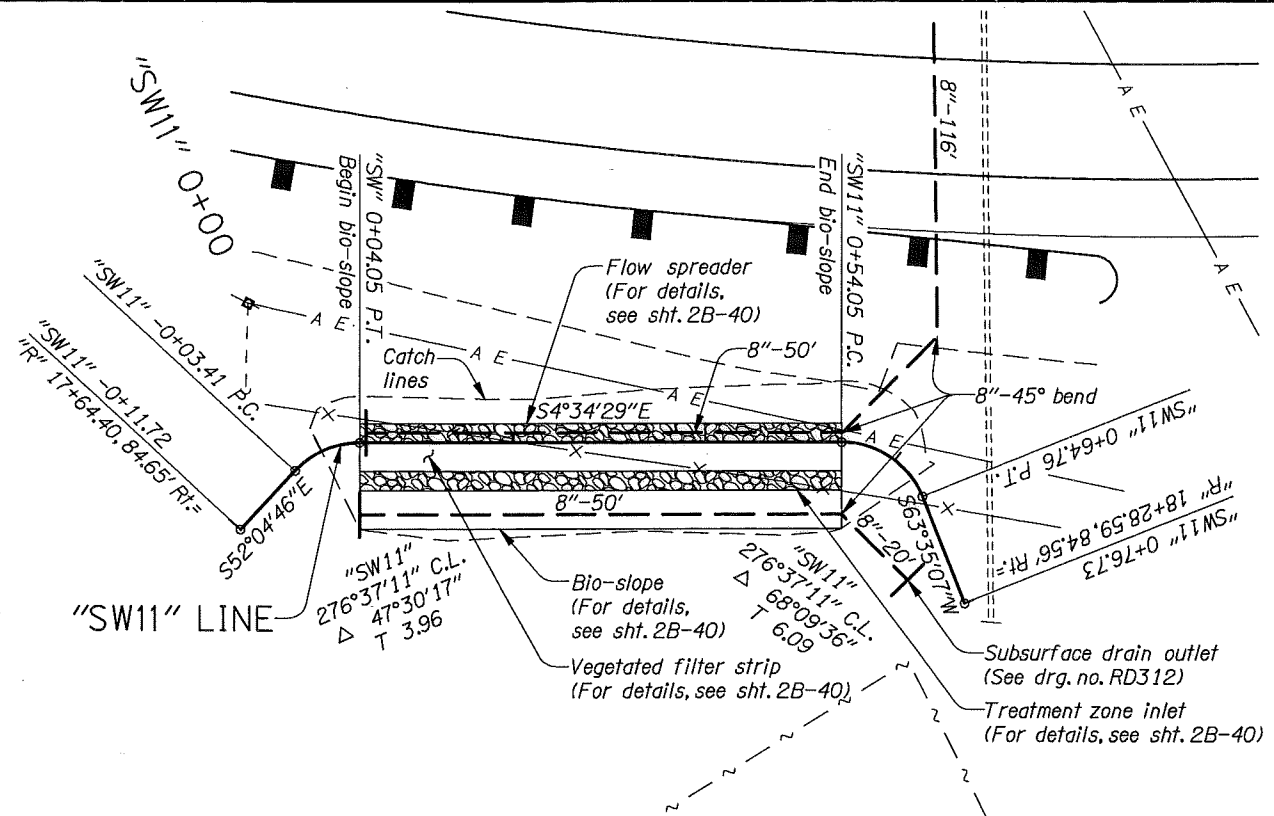 "SW11" 0+00
"SW11" -0+03.41 P.C.
"SW11" -0+11.72
"R" 17+64.40, 84.65' Rt.=
S52°04'46"E
"SW11" LINE
"SW" 0+04.05 P.T.
Begin bio-slope
Catch
lines
A E
A E
A E
A E
S4°34'29"E
Flow spreader
(For details,
see sht. 2B-40)
8"-50'
"SW11" 0+54.05 P.C.
End bio-slope
8"-116'
A E
A E
8"-45° bend
"SW11" 0+64.76 P.T.
"SW11" 0+76.73
"R" 18+28.59, 84.56' Rt.=
S63°35'07"W
8"-20'
8"-50'
"SW11"
276°37'11" C.L.
Δ 47°30'17"
T 3.96
"SW11"
276°37'11" C.L.
Δ 68°09'36"
T 6.09
Bio-slope
(For details,
see sht. 2B-40)
Vegetated filter strip
(For details, see sht. 2B-40)
Subsurface drain outlet
(See drg. no. RD312)
Treatment zone inlet
(For details, see sht. 2B-40)